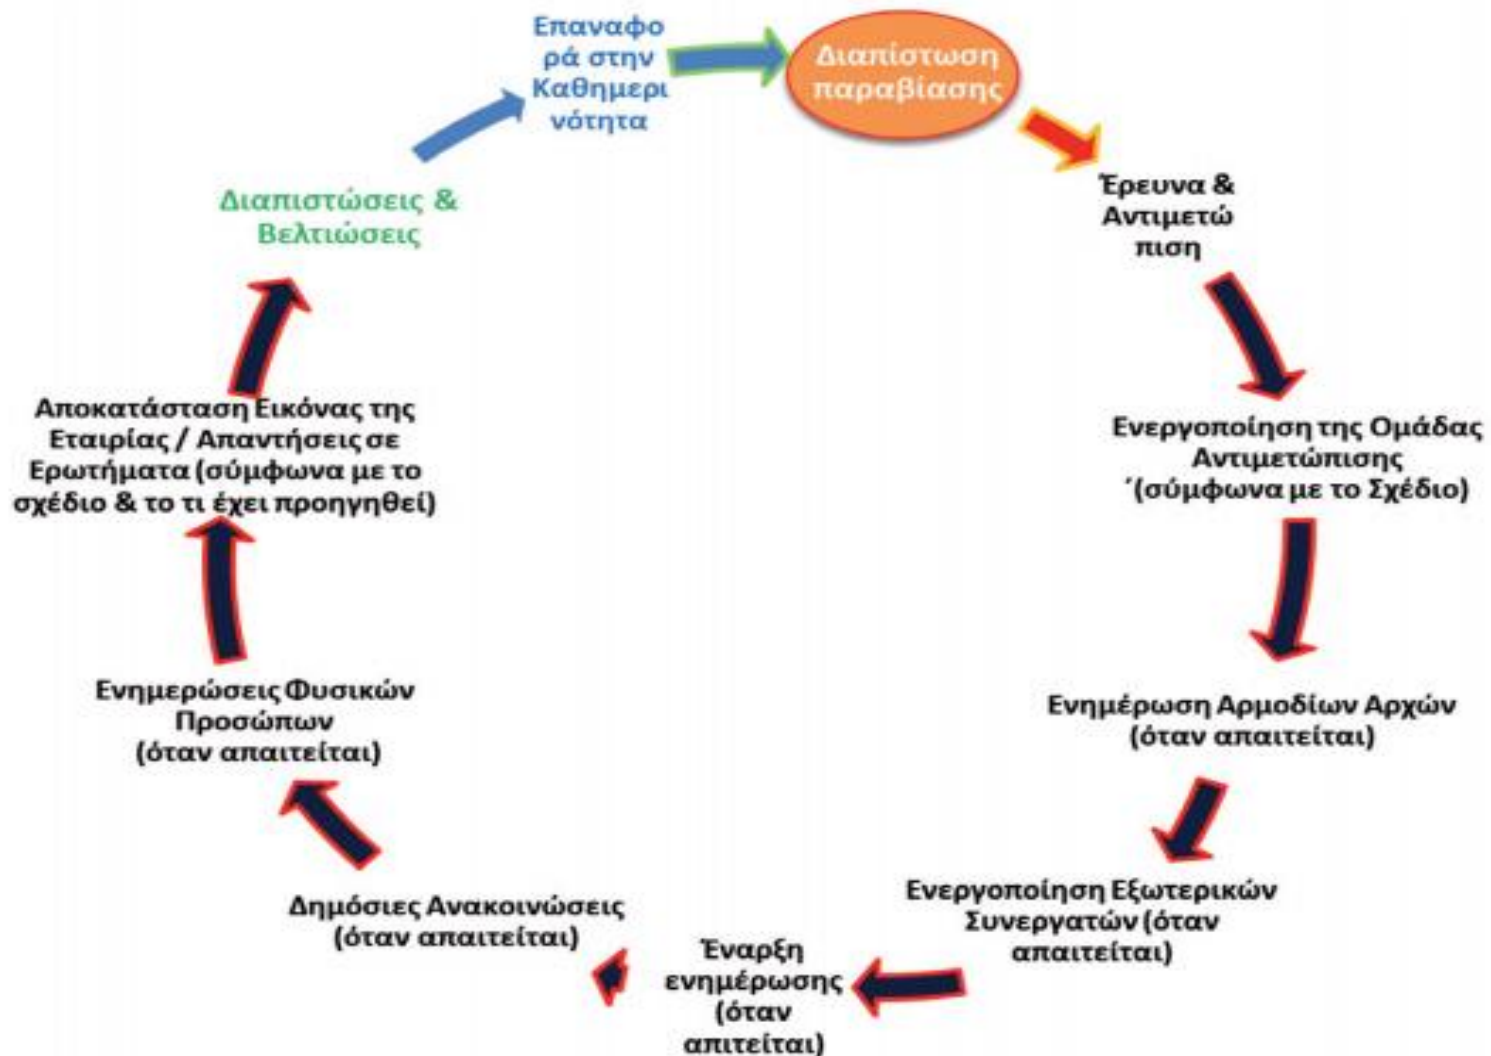 Διαπίστωση
παραβίασης
Έρευνα &
Αντιμετώ
πιση
Ενεργοποίηση της Ομάδας
Αντιμετώπισης
΄(σύμφωνα με το Σχέδιο)
Ενημέρωση Αρμοδίων Αρχών
(όταν απαιτείται)
Ενεργοποίηση Εξωτερικών
Συνεργατών (όταν
απαιτείται)
Έναρξη
ενημέρωσης
(όταν
απιτείται)
Δημόσιες Ανακοινώσεις
(όταν απαιτείται)
Ενημερώσεις Φυσικών
Προσώπων
(όταν απαιτείται)
Αποκατάσταση Εικόνας της
Εταιρίας / Απαντήσεις σε
Ερωτήματα (σύμφωνα με το
σχέδιο & το τι έχει προηγηθεί)
Διαπιστώσεις &
Βελτιώσεις
Επαναφο
ρά στην
Καθημερι
νότητα